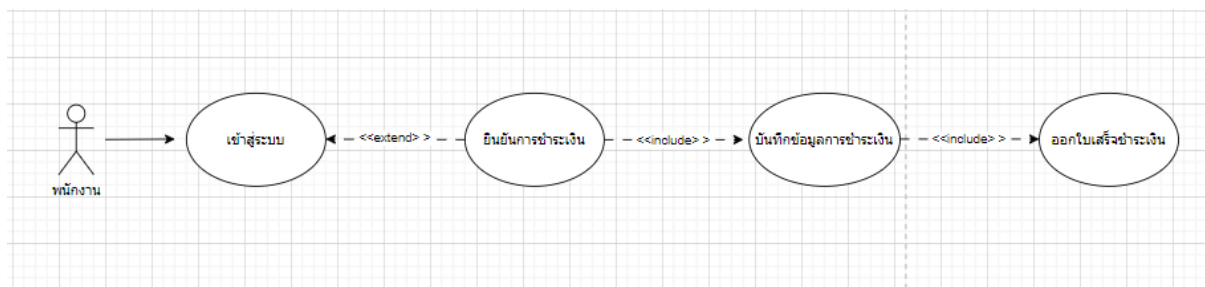 เข้าสู่ระบบ
<<extend> >
ยืนยันการชำระเงิน
<<include> >
บันทึกข้อมูลการชำระเงิน
<<include> >
ออกใบเสร็จชำระเงิน
พนักงาน